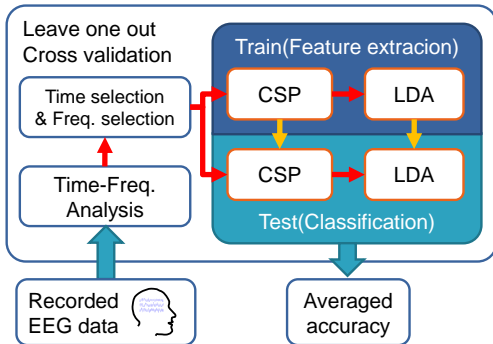 Leave one out
Cross validation
Time selection
& Freq. selection
Time-Freq.
Analysis
Recorded
EEG data
Train(Feature extracion)
CSP
LDA
CSP
LDA
Test(Classification)
Averaged
accuracy